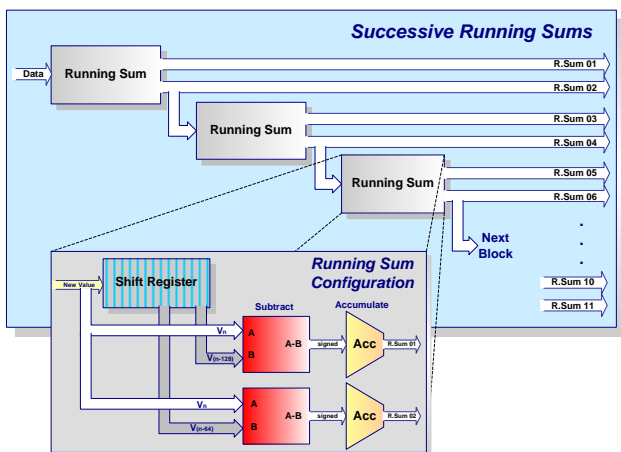 Successive Running Sums
Data
Running Sum
R.Sum 01
R.Sum 02
Running Sum
R.Sum 03
R.Sum 04
Running Sum
R.Sum 05
R.Sum 06
Next
Block
.
.
.
R.Sum 10
R.Sum 11
Running Sum
Configuration
New Value
Shift Register
Subtract
Accumulate
Vn
A
B
A-B
V(n-128)
signed
Acc
R.Sum 01
Vn
A
B
A-B
V(n-64)
signed
Acc
R.Sum 02